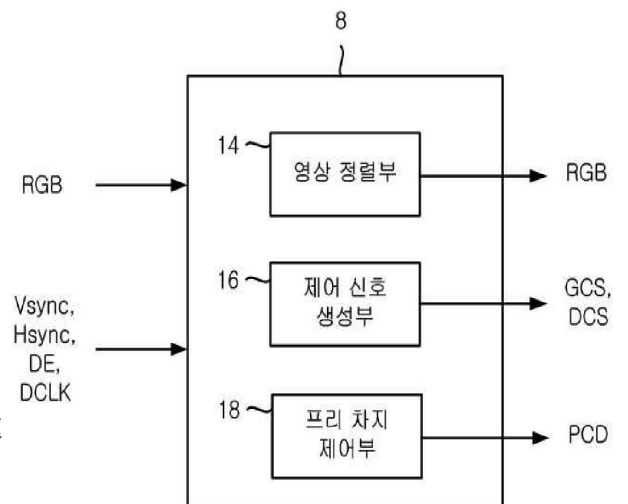 8
14
영상 정렬부
RGB
RGB
16
제어 신호
생성부
GCS,
DCS
Vsync,
Hsync,
DE,
DCLK
18
프리 차지
제어부
PCD